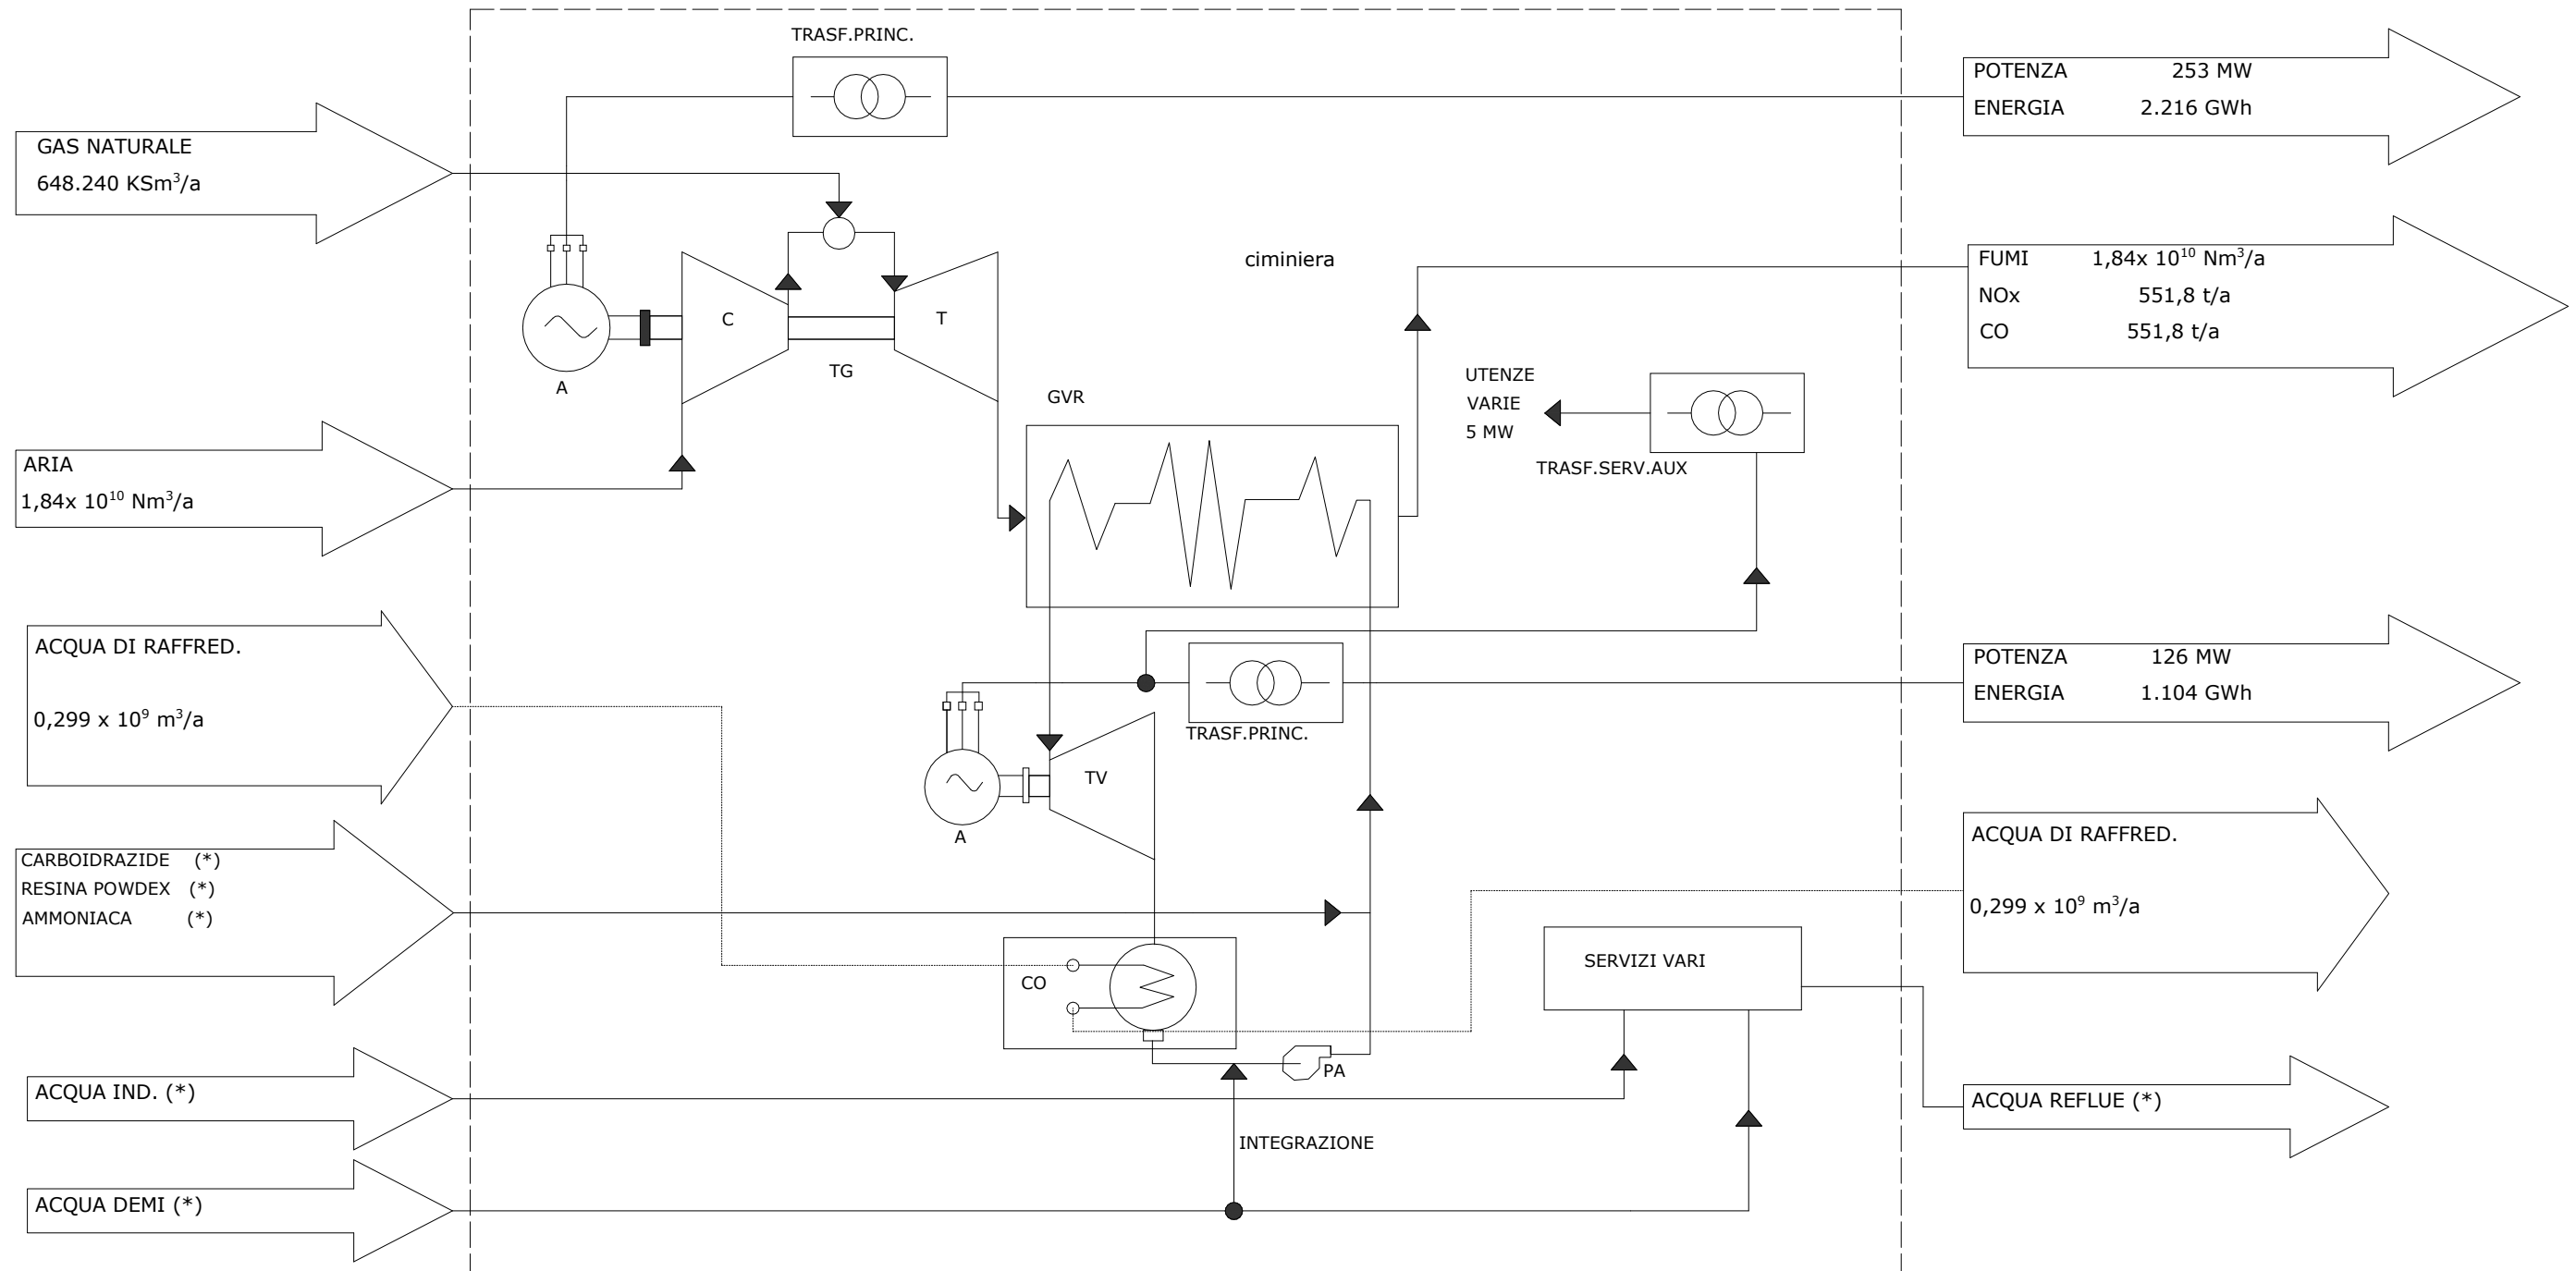 TRASF.PRINC.
POTENZA 253 MW
ENERGIA 2.216 GWh
GAS NATURALE
648.240 KSm³/a
FUMI 1,84x 10¹⁰ Nm³/a
NOx 551,8 t/a
CO 551,8 t/a
ciminiera
C
T
TG
A
GVR
UTENZE
VARIE
5 MW
TRASF.SERV.AUX
ARIA
1,84x 10¹⁰ Nm³/a
ACQUA DI RAFFRED.
0,299 x 10⁹ m³/a
POTENZA 126 MW
ENERGIA 1.104 GWh
TRASF.PRINC.
TV
A
CARBOIDRAZIDE (*)
RESINA POWDEX (*)
AMMONIACA (*)
ACQUA DI RAFFRED.
0,299 x 10⁹ m³/a
CO
SERVIZI VARI
PA
ACQUA IND. (*)
ACQUA REFLUE (*)
INTEGRAZIONE
ACQUA DEMI (*)